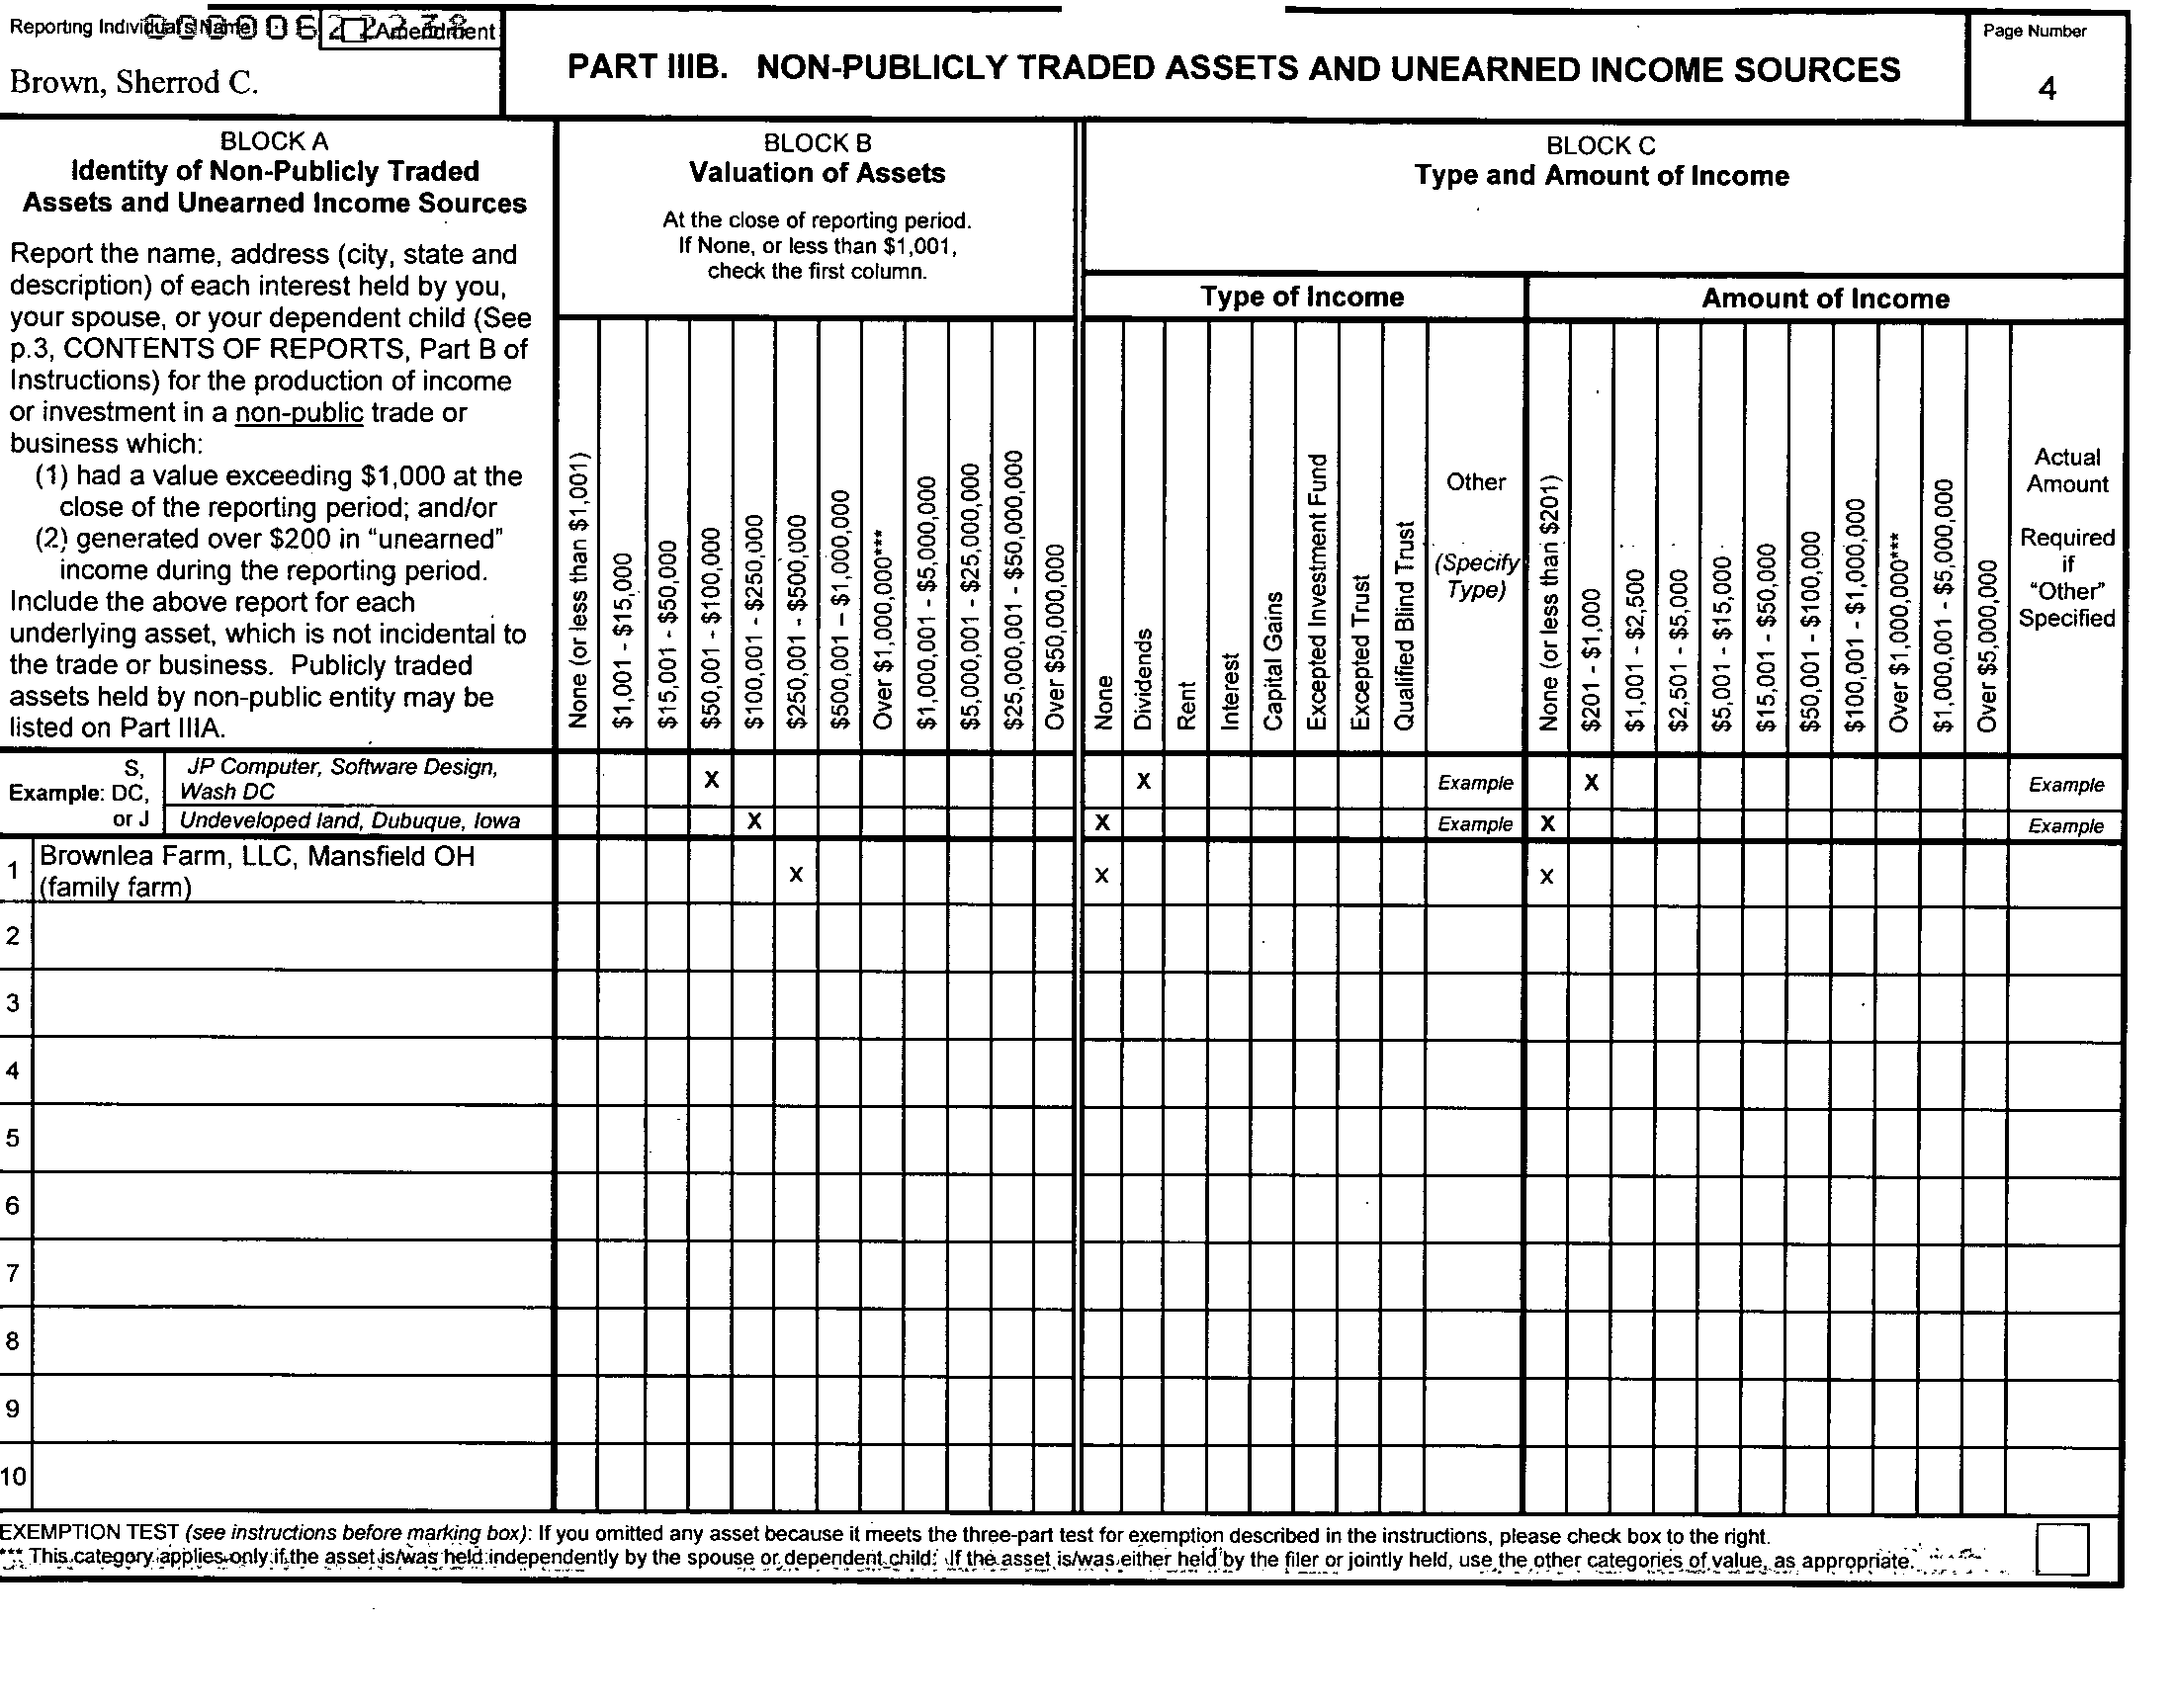 Reporting Individual's Name
Amendment
Brown, Sherrod C.
PART IIIB. NON-PUBLICLY TRADED ASSETS AND UNEARNED INCOME SOURCES
Page Number
4
BLOCK A
Identity of Non-Publicly Traded
Assets and Unearned Income Sources
Report the name, address (city, state and
description) of each interest held by you,
your spouse, or your dependent child (See
p.3, CONTENTS OF REPORTS, Part B of
Instructions) for the production of income
or investment in a non-public trade or
business which:
(1) had a value exceeding $1,000 at the
close of the reporting period; and/or
(2) generated over $200 in “unearned”
income during the reporting period.
Include the above report for each
underlying asset, which is not incidental to
the trade or business. Publicly traded
assets held by non-public entity may be
listed on Part IIIA.
BLOCK B
Valuation of Assets
At the close of reporting period.
If None, or less than $1,001,
check the first column.
None (or less than $1,001)
$1,001 - $15,000
$15,001 - $50,000
$50,001 - $100,000
$100,001 - $250,000
$250,001 - $500,000
$500,001 – $1,000,000
Over $1,000,000***
$1,000,001 - $5,000,000
$5,000,001 - $25,000,000
$25,000,001 - $50,000,000
Over $50,000,000
BLOCK C
Type and Amount of Income
Type of Income
None
Dividends
Rent
Interest
Capital Gains
Excepted Investment Fund
Excepted Trust
Qualified Blind Trust
Other
(Specify
Type)
Amount of Income
None (or less than $201)
$201 - $1,000
$1,001 - $2,500
$2,501 - $5,000
$5,001 - $15,000
$15,001 - $50,000
$50,001 - $100,000
$100,001 - $1,000,000
Over $1,000,000***
$1,000,001 - $5,000,000
Over $5,000,000
Actual
Amount
Required
if
“Other”
Specified
S,
Example: DC,
or J
JP Computer, Software Design,
Wash DC
X X Example X Example
Undeveloped land, Dubuque, Iowa X X Example X Example
1 Brownlea Farm, LLC, Mansfield OH
(family farm) X X X
2
3
4
5
6
7
8
9
10
EXEMPTION TEST (see instructions before marking box): If you omitted any asset because it meets the three-part test for exemption described in the instructions, please check box to the right.
*** This category applies only if the asset is/was held independently by the spouse or dependent child. If the asset is/was either held by the filer or jointly held, use the other categories of value, as appropriate.